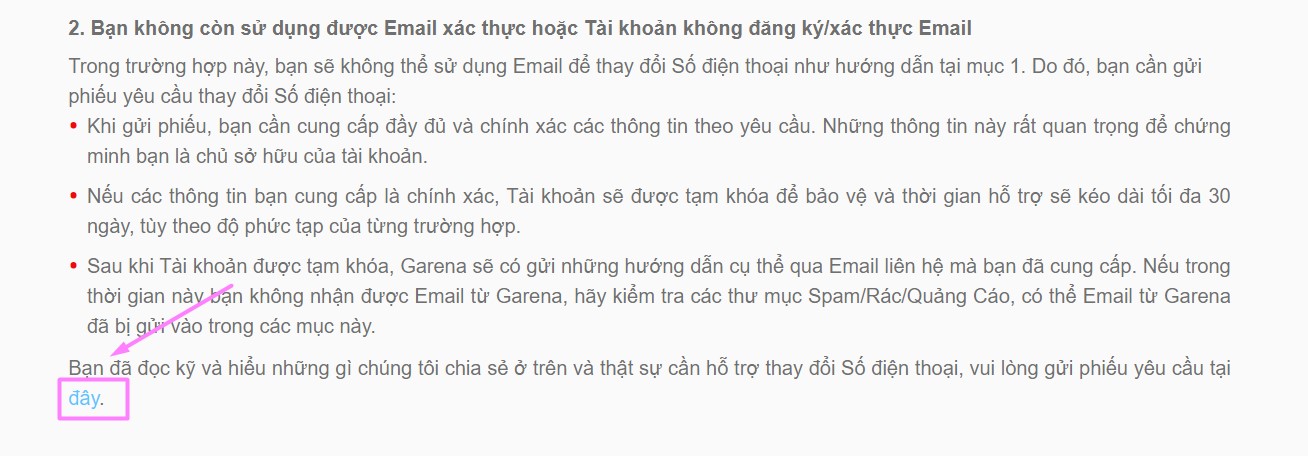 2. Bạn không còn sử dụng được Email xác thực hoặc Tài khoản không đăng ký/xác thực Email
Trong trường hợp này, bạn sẽ không thể sử dụng Email để thay đổi Số điện thoại như hướng dẫn tại mục 1. Do đó, bạn cần gửi
phiếu yêu cầu thay đổi Số điện thoại:
• Khi gửi phiếu, bạn cần cung cấp đầy đủ và chính xác các thông tin theo yêu cầu. Những thông tin này rất quan trọng để chứng
minh bạn là chủ sở hữu của tài khoản.
• Nếu các thông tin bạn cung cấp là chính xác, Tài khoản sẽ được tạm khóa để bảo vệ và thời gian hỗ trợ sẽ kéo dài tối đa 30
ngày, tùy theo độ phức tạp của từng trường hợp.
• Sau khi Tài khoản được tạm khóa, Garena sẽ có gửi những hướng dẫn cụ thể qua Email liên hệ mà bạn đã cung cấp. Nếu trong
thời gian này bạn không nhận được Email từ Garena, hãy kiểm tra các thư mục Spam/Rác/Quảng Cáo, có thể Email từ Garena
đã bị gửi vào trong các mục này.
Bạn đã đọc kỹ và hiểu những gì chúng tôi chia sẻ ở trên và thật sự cần hỗ trợ thay đổi Số điện thoại, vui lòng gửi phiếu yêu cầu tại
đây.